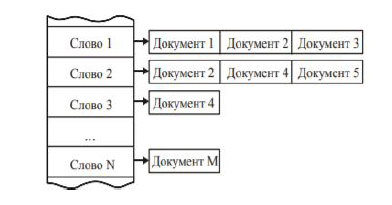 Слово 1 Документ 1 Документ 2 Документ 3
Слово 2 Документ 2 Документ 4 Документ 5
Слово 3 Документ 4
...
Слово N Документ M